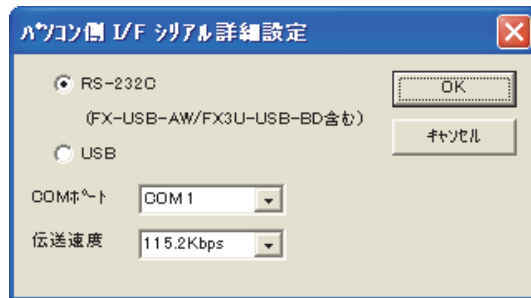 ﾊﾟｿｺﾝ側 I/F ｼﾘｱﾙ詳細設定
RS-232C
(FX-USB-AW/FX3U-USB-BD含む)
USB
COMﾎﾟｰﾄ COM1
伝送速度 115.2Kbps
OK
ｷｬﾝｾﾙ